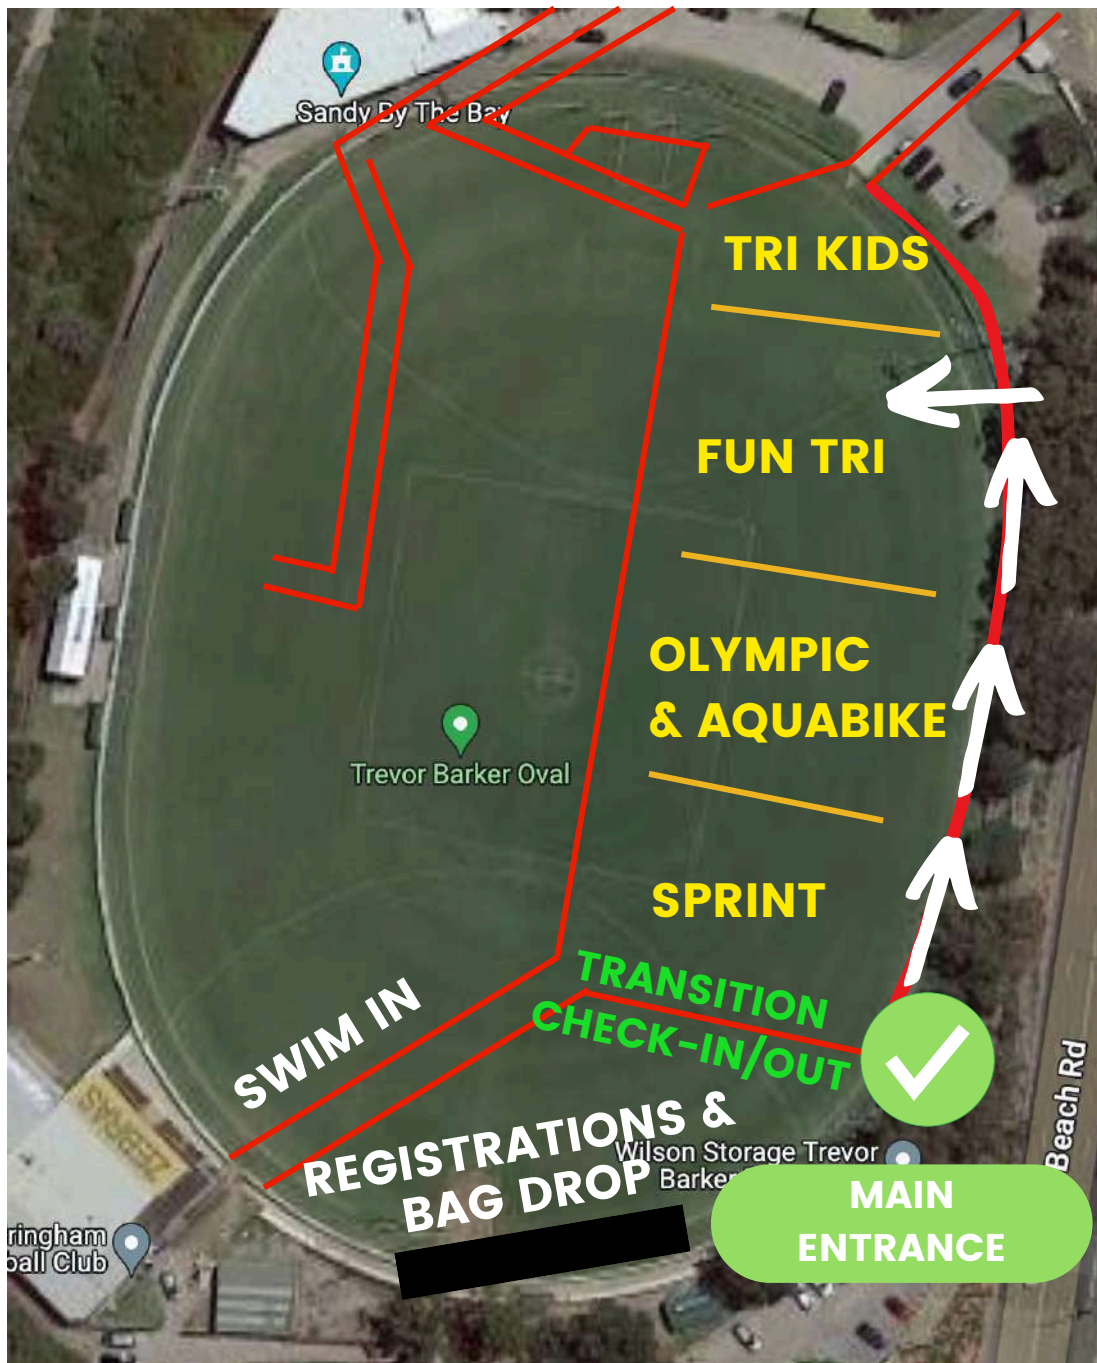 Sandy By The Bay
TRI KIDS
FUN TRI
OLYMPIC
& AQUABIKE
Trevor Barker Oval
SPRINT
TRANSITION
CHECK-IN/OUT
SWIM IN
REGISTRATIONS &
BAG DROP
Wilson Storage Trevor
Barker
Beach Rd
MAIN
ENTRANCE
ZEBRAS
ringham
ball Club